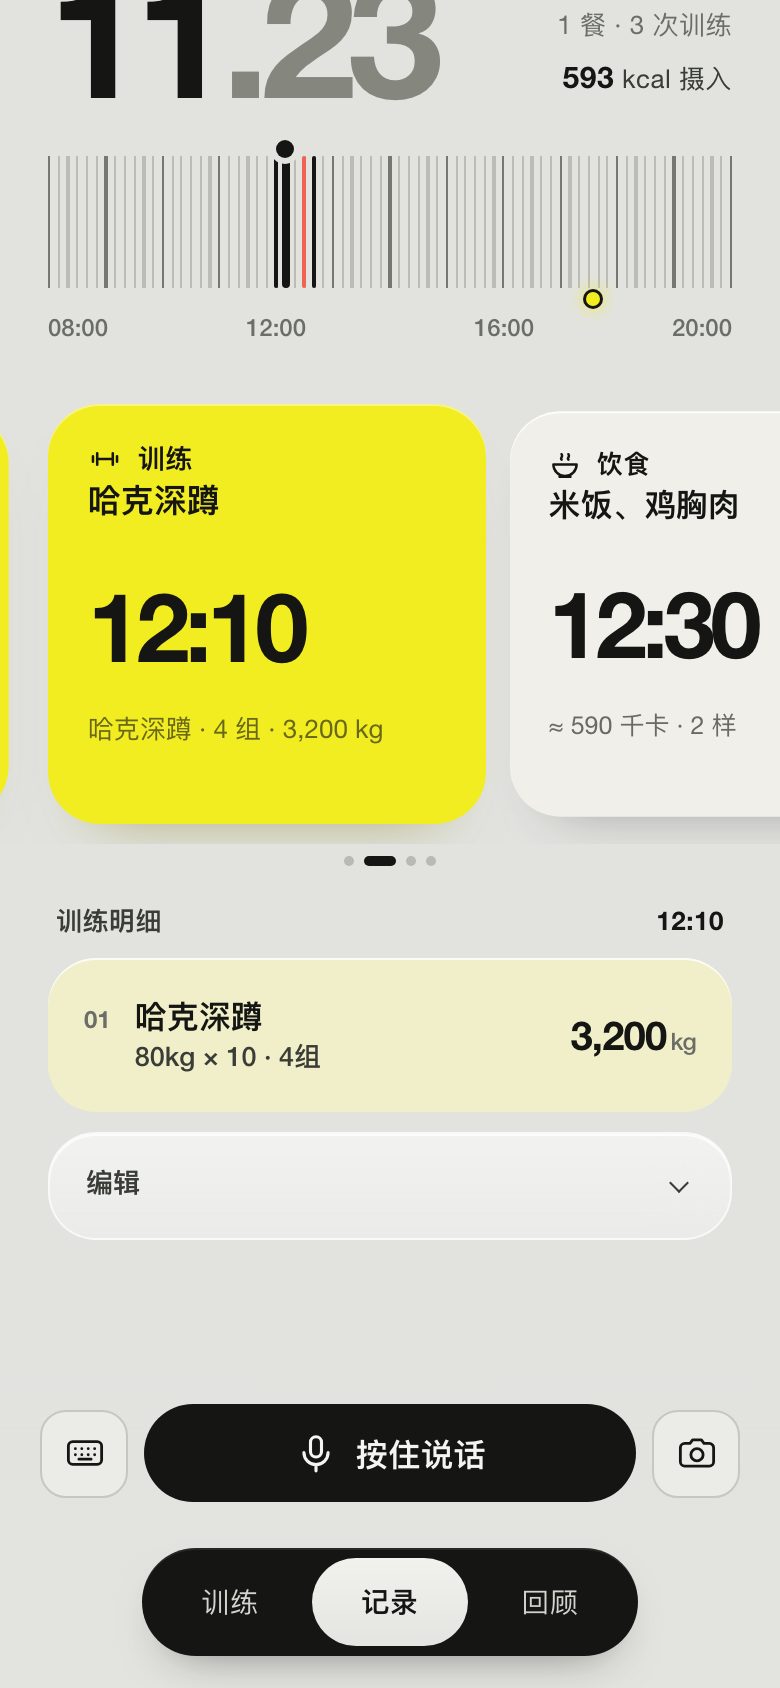 11.23
1 餐 · 3 次训练
593 kcal 摄入
08:00 12:00 16:00 20:00
训练
哈克深蹲
12:10
哈克深蹲 · 4 组 · 3,200 kg
饮食
米饭、鸡胸肉
12:30
≈ 590 千卡 · 2 样
训练明细 12:10
01 哈克深蹲 3,200 kg
80kg × 10 · 4组
编辑
按住说话
训练 记录 回顾